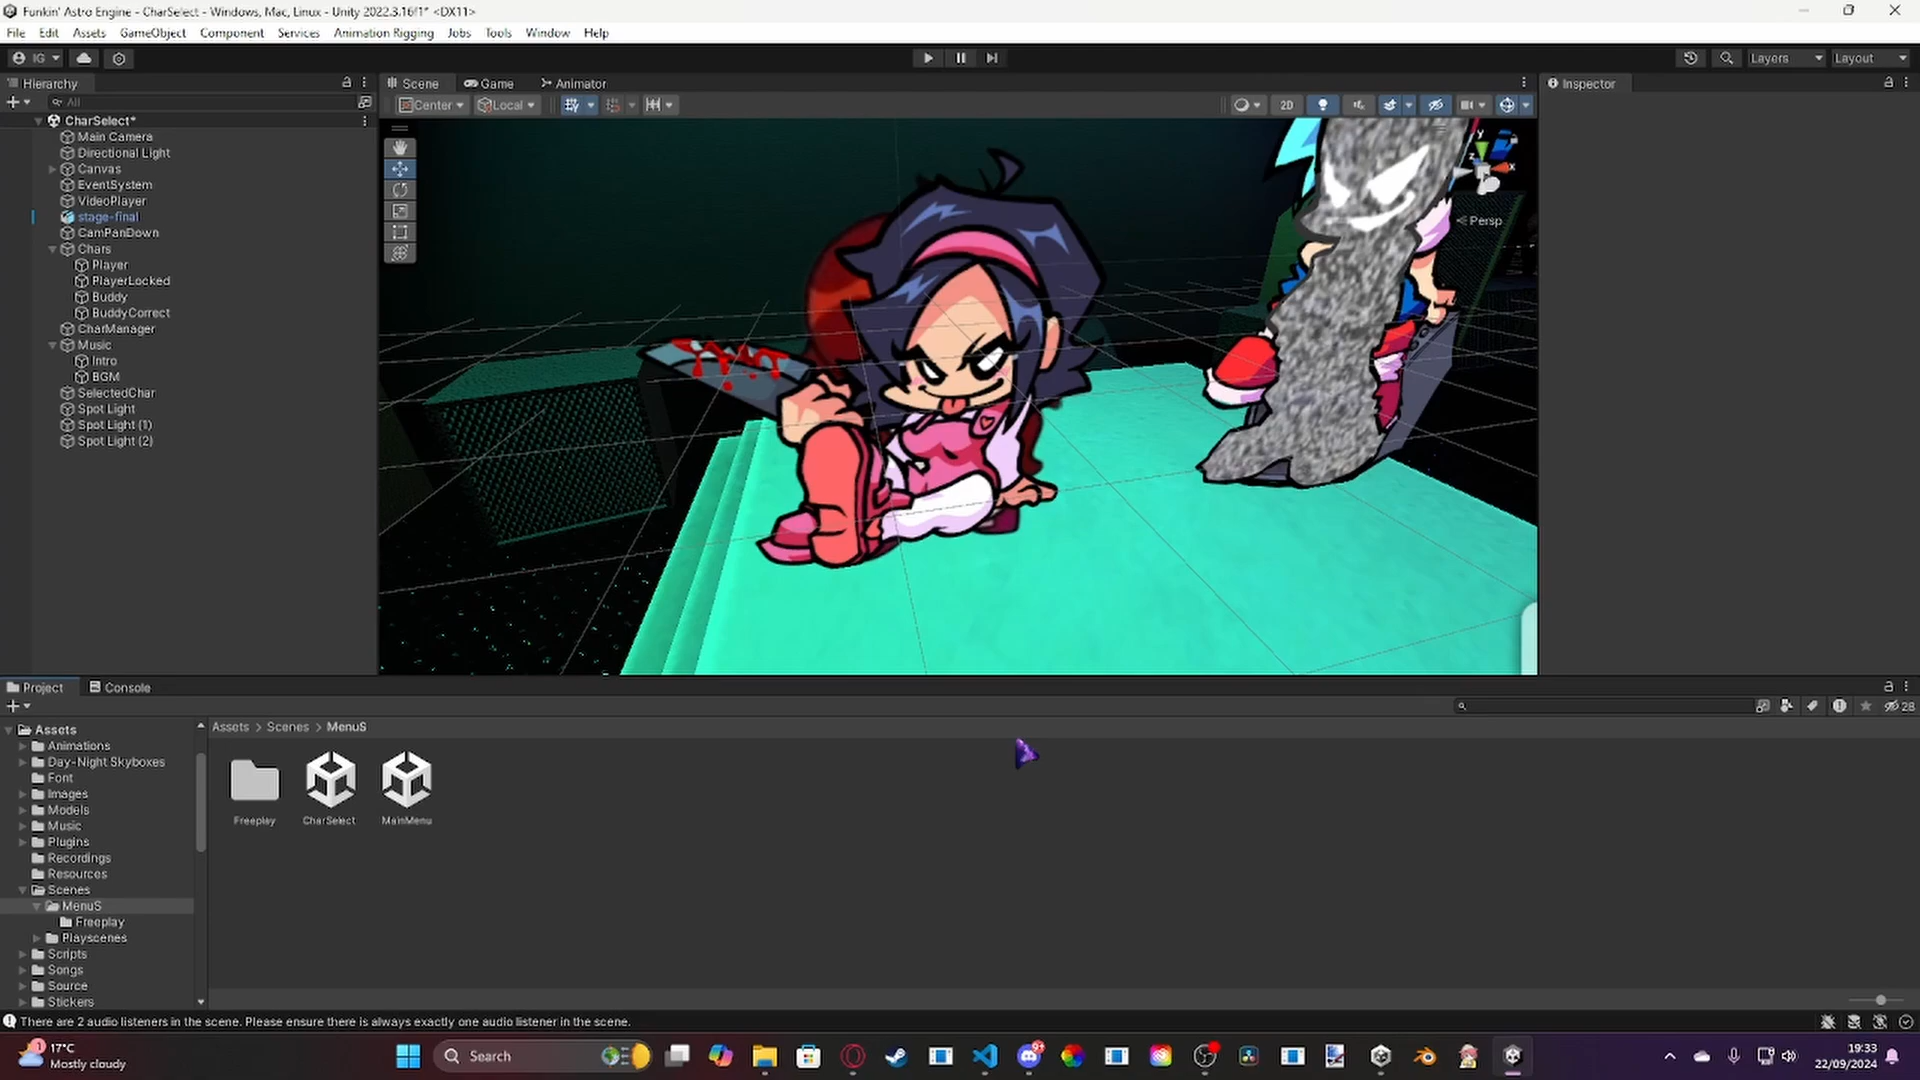 Funkin' Astro Engine - CharSelect - Windows, Mac, Linux - Unity 2022.3.16f1* <DX11>
File Edit Assets GameObject Component Services Animation Rigging Jobs Tools Window Help
IG Layers Layout
Hierarchy
All
CharSelect*
Main Camera
Directional Light
Canvas
EventSystem
VideoPlayer
stage-final
CamPanDown
Chars
Player
PlayerLocked
Buddy
BuddyCorrect
CharManager
Music
Intro
BGM
SelectedChar
Spot Light
Spot Light (1)
Spot Light (2)
Scene Game Animator
Center Local 2D
y
x
Persp
Inspector
Project Console
28
Assets
Animations
Day-Night Skyboxes
Font
Images
Models
Music
Plugins
Recordings
Resources
Scenes
MenuS
Freeplay
Playscenes
Scripts
Songs
Source
Stickers
Assets > Scenes > MenuS
Freeplay CharSelect MainMenu
There are 2 audio listeners in the scene. Please ensure there is always exactly one audio listener in the scene.
1
17°C
Mostly cloudy
Search
9+
19:33
22/09/2024